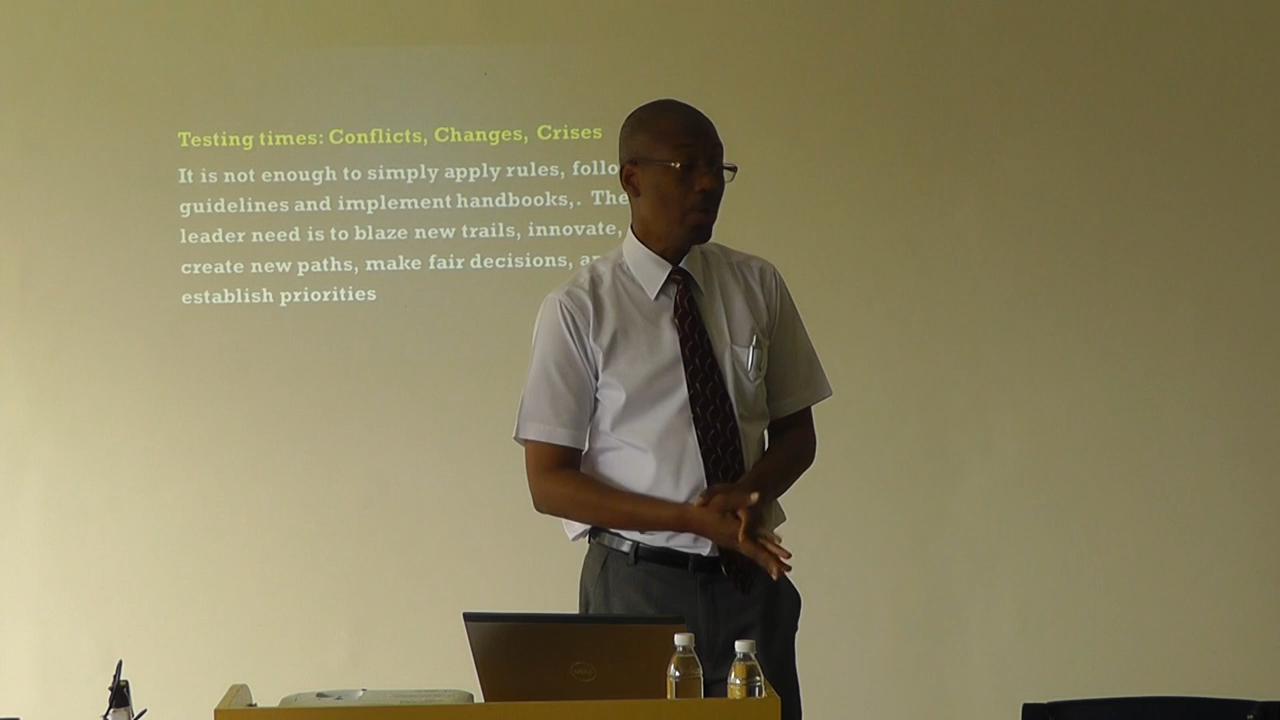 Testing times: Conflicts, Changes, Crises
It is not enough to simply apply rules,
guidelines and implement handbooks,. The
leader need is to blaze new trails, innovate,
create new paths, make fair decisions,
establish priorities
DELL